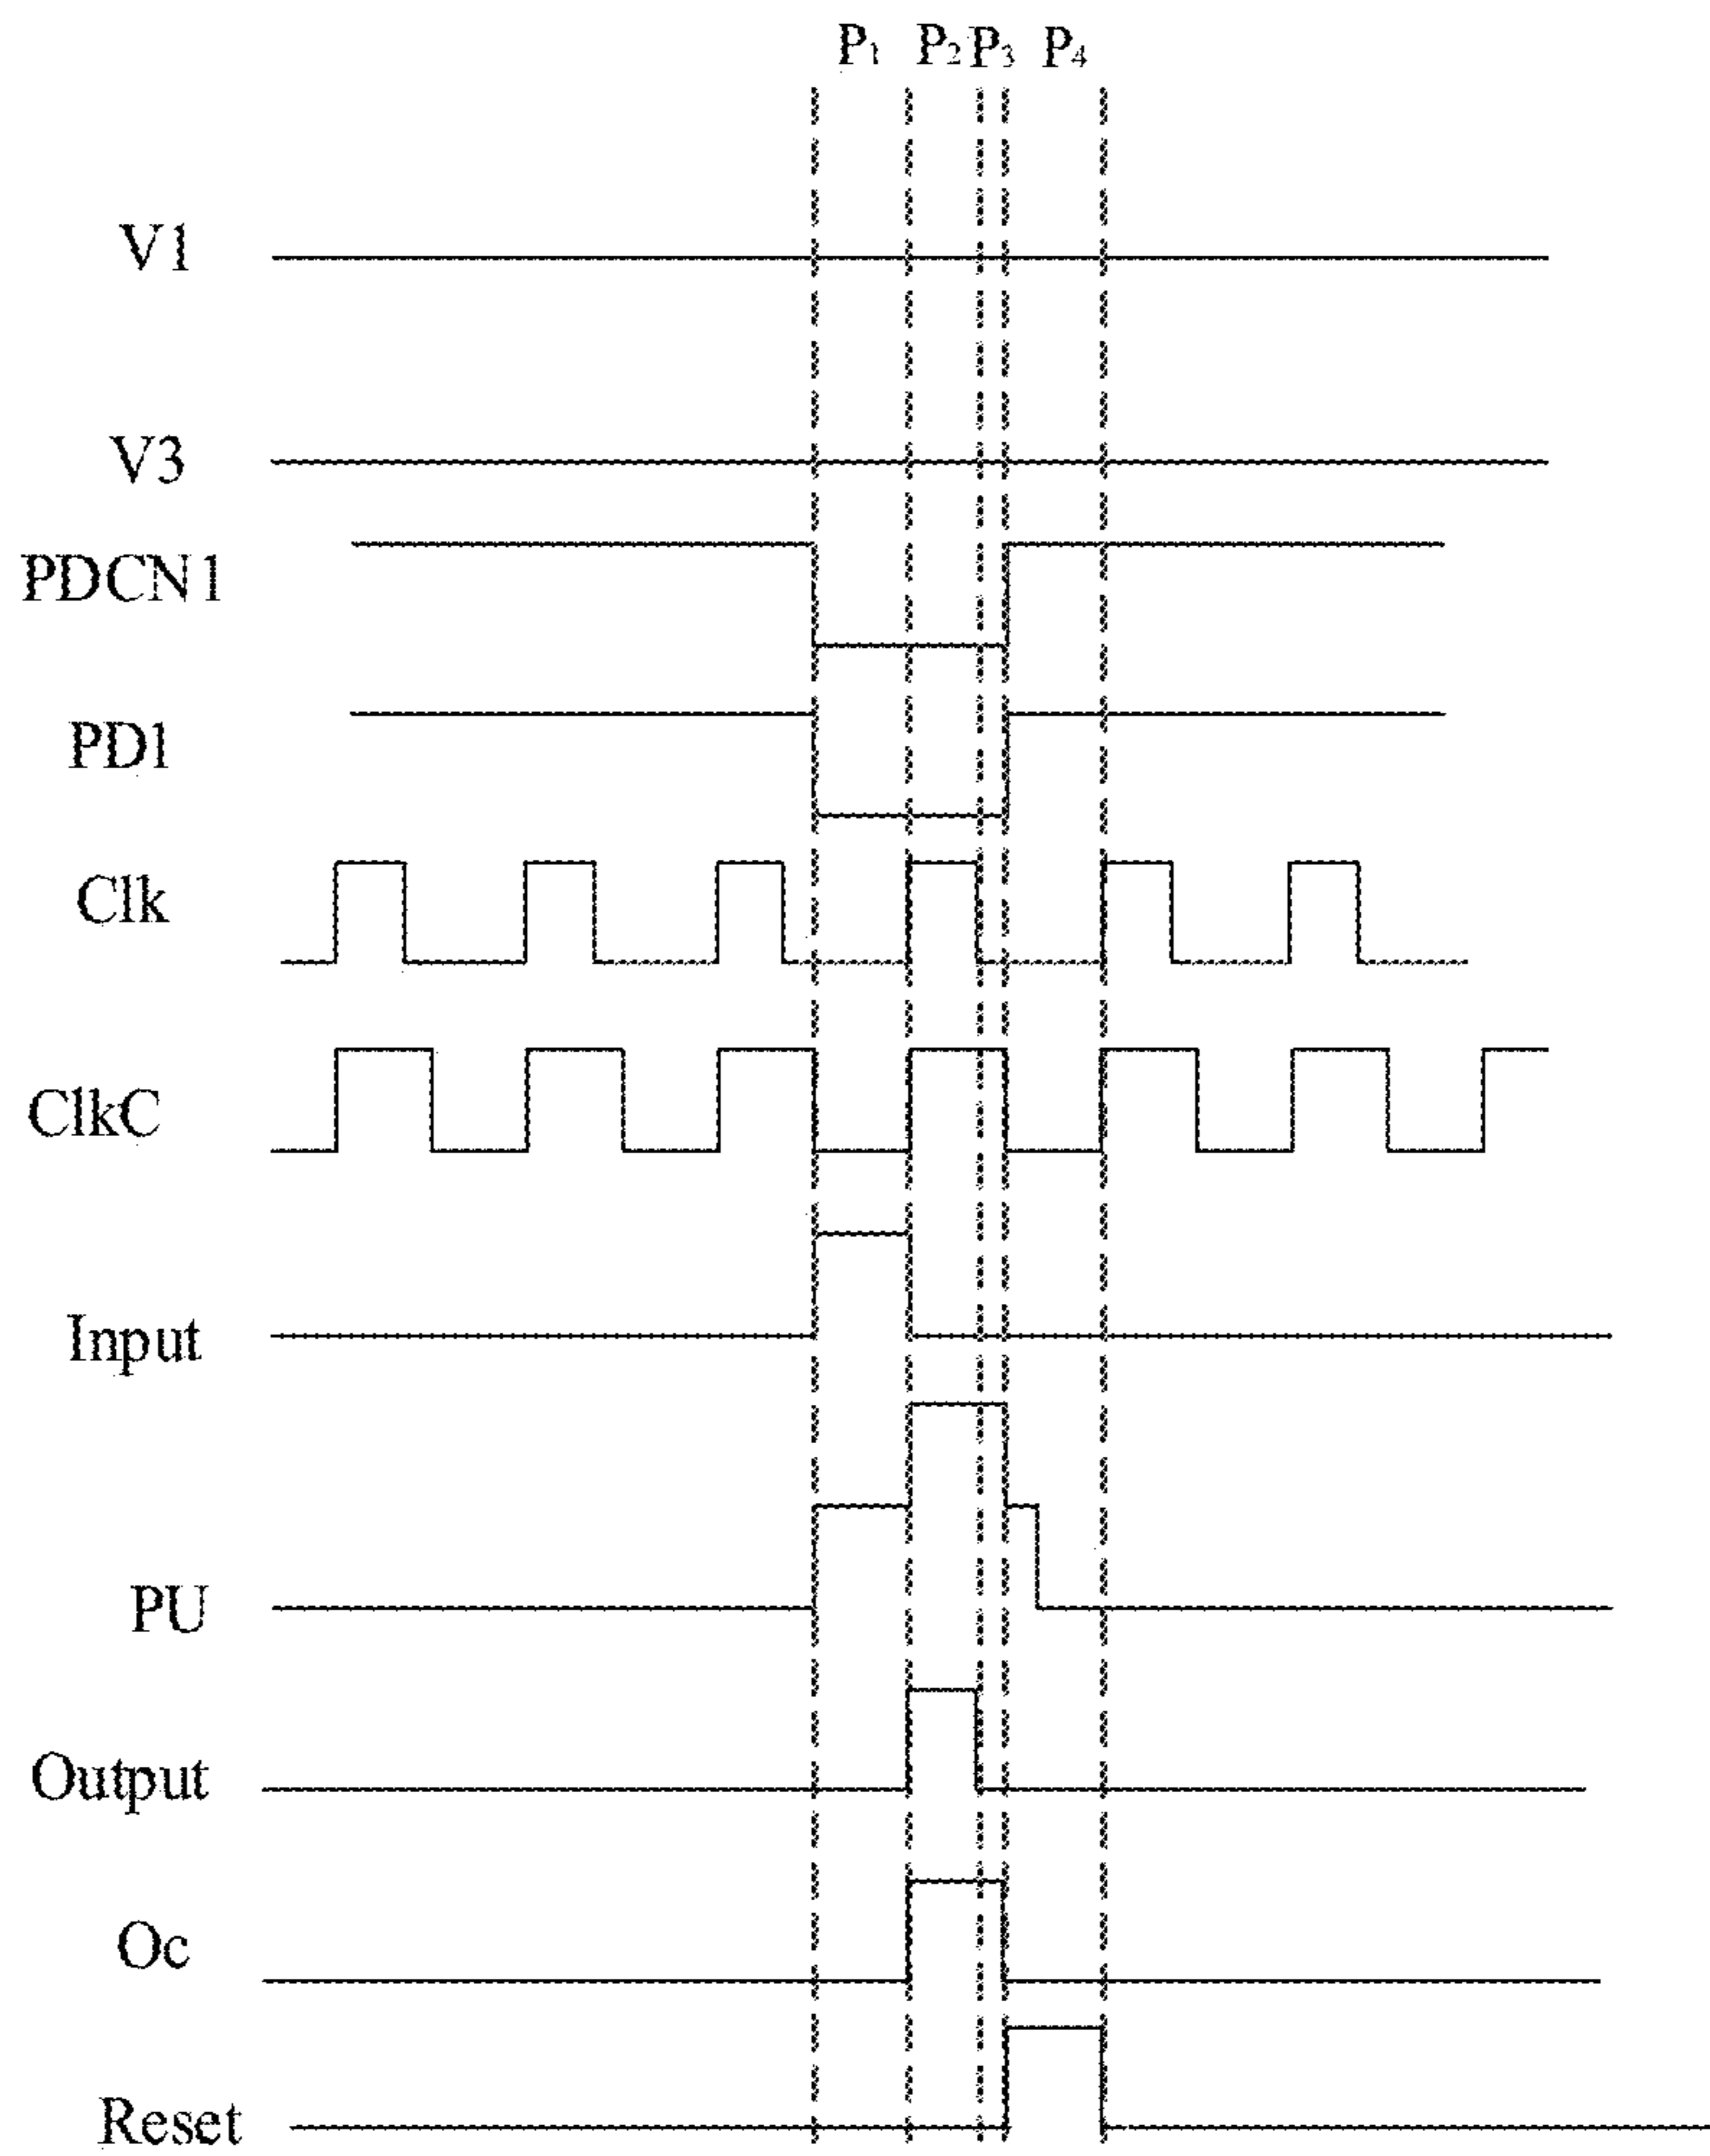 P₁ P₂ P₃ P₄
V1
V3
PDCN1
PD1
Clk
ClkC
Input
PU
Output
Oc
Reset